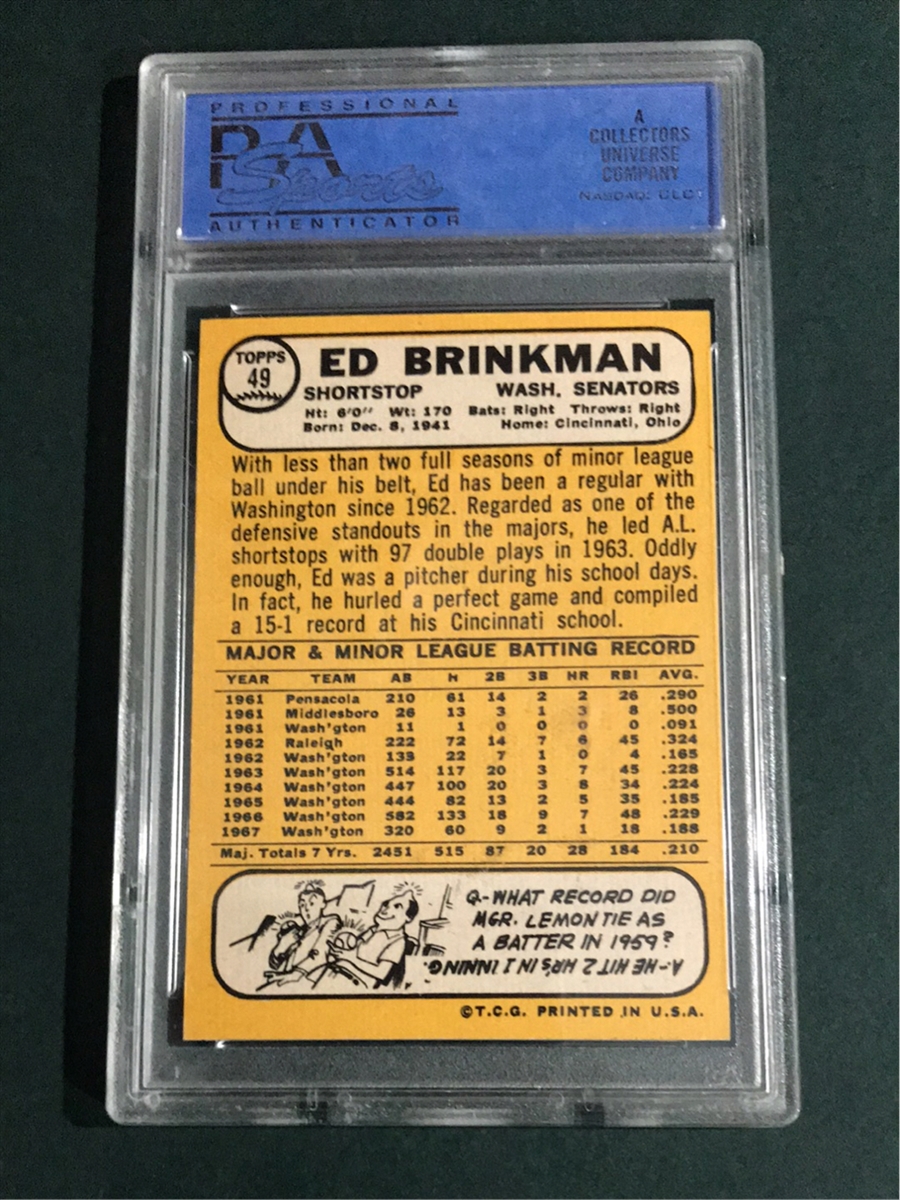 PROFESSIONAL
PSA
Sports
AUTHENTICATOR
A
COLLECTORS
UNIVERSE
COMPANY
NASDAQ: CLCT
TOPPS
49
ED BRINKMAN
SHORTSTOP WASH. SENATORS
Ht: 6'0" Wt: 170 Bats: Right Throws: Right
Born: Dec. 8, 1941 Home: Cincinnati, Ohio
With less than two full seasons of minor league
ball under his belt, Ed has been a regular with
Washington since 1962. Regarded as one of the
defensive standouts in the majors, he led A.L.
shortstops with 97 double plays in 1963. Oddly
enough, Ed was a pitcher during his school days.
In fact, he hurled a perfect game and compiled
a 15-1 record at his Cincinnati school.
MAJOR & MINOR LEAGUE BATTING RECORD
YEAR TEAM AB H 2B 3B HR RBI AVG.
1961 Pensacola 210 61 14 2 2 26 .290
1961 Middlesboro 26 13 3 1 3 8 .500
1961 Wash'gton 11 1 0 0 0 0 .091
1962 Raleigh 222 72 14 7 6 45 .324
1962 Wash'gton 133 22 7 1 0 4 .165
1963 Wash'gton 514 117 20 3 7 45 .228
1964 Wash'gton 447 100 20 3 8 34 .224
1965 Wash'gton 444 82 13 2 5 35 .185
1966 Wash'gton 582 133 18 9 7 48 .229
1967 Wash'gton 320 60 9 2 1 18 .188
Maj. Totals 7 Yrs. 2451 515 87 20 28 184 .210
Q.-WHAT RECORD DID
MGR. LEMON TIE AS
A BATTER IN 1959?
A-: HE HIT 2 HRS IN 1 INNING.
©T.C.G. PRINTED IN U.S.A.